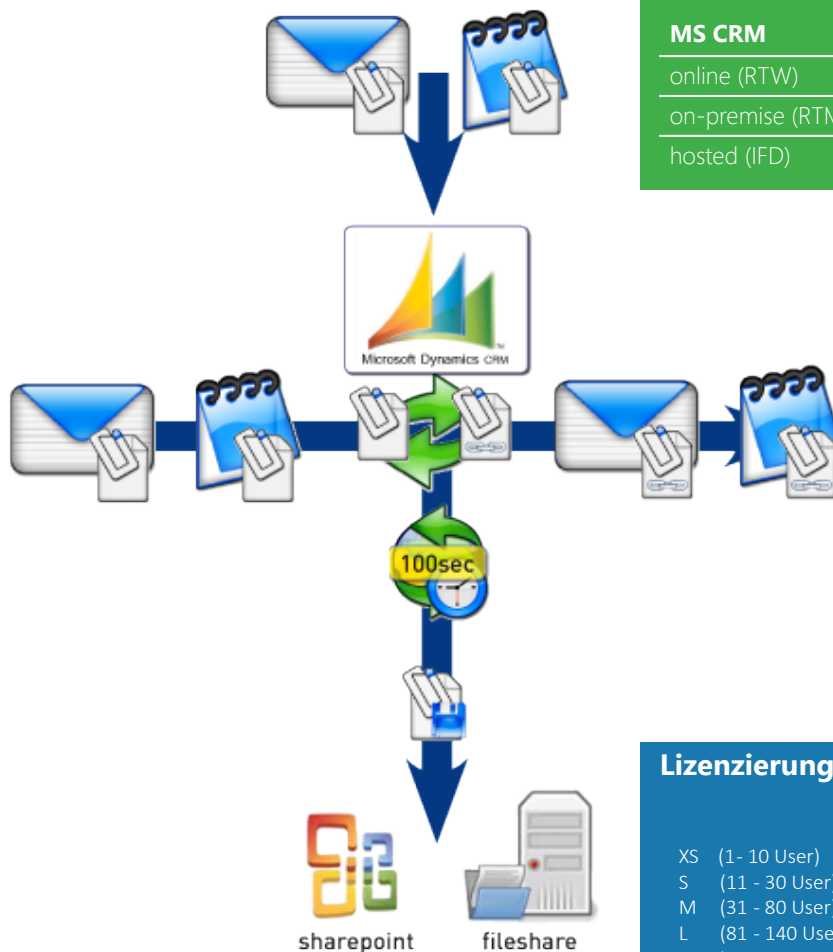 MS CRM
online (RTW)
on-premise (RTM
hosted (IFD)
Microsoft Dynamics CRM
100sec
Lizenzierung
XS (1- 10 User)
S (11 - 30 User)
M (31 - 80 User)
L (81 - 140 Use
sharepoint
fileshare